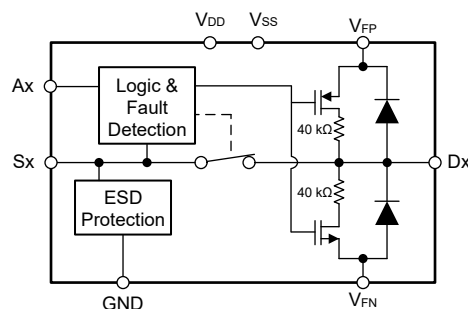 VDD
VSS
VFP
Ax
Logic &
Fault
Detection
40 kΩ
Sx
Dx
40 kΩ
ESD
Protection
GND
VFN